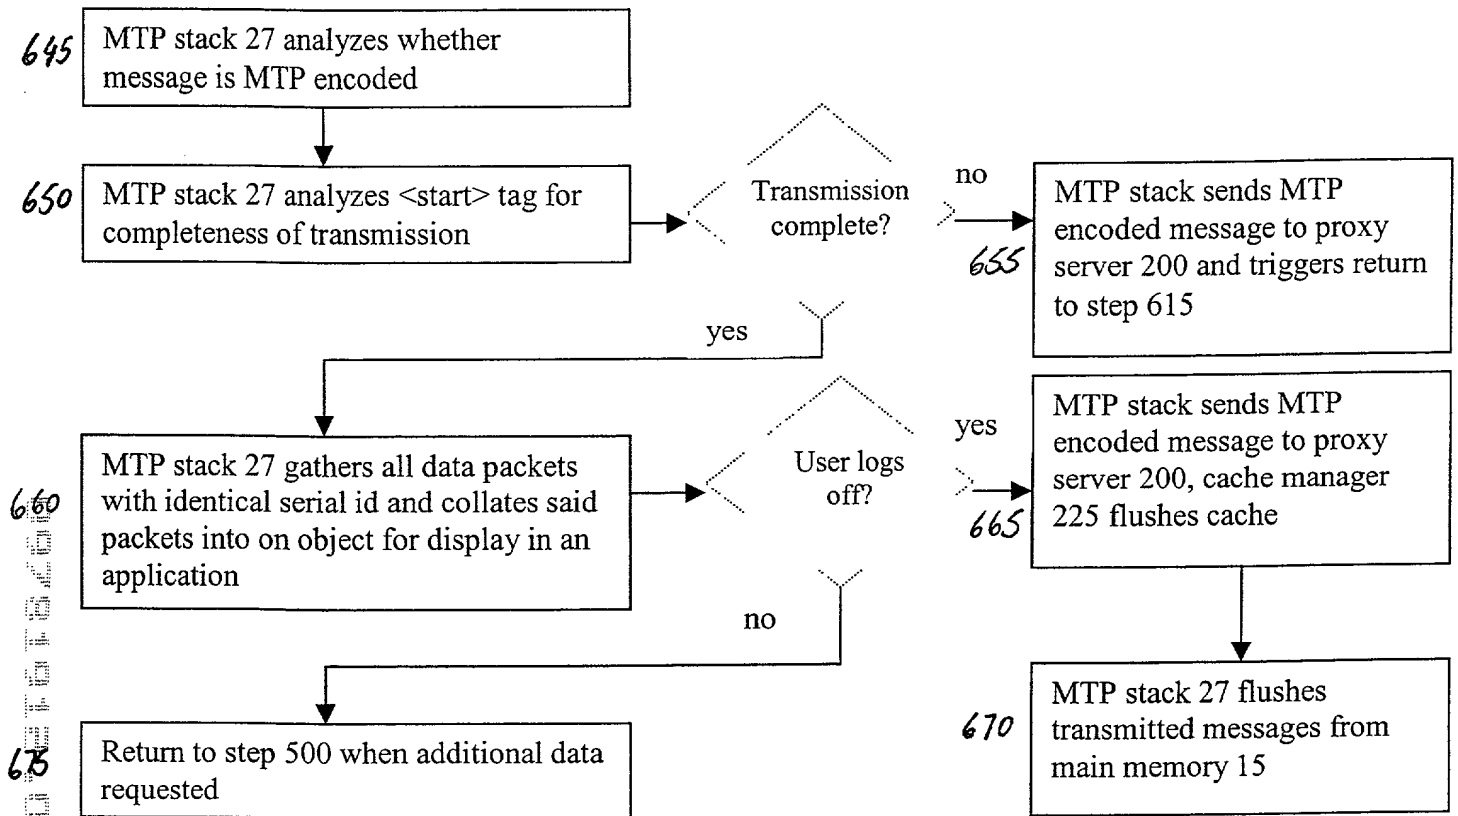 645
MTP stack 27 analyzes whether
message is MTP encoded
650
MTP stack 27 analyzes <start> tag for
completeness of transmission
Transmission
complete?
no
655
MTP stack sends MTP
encoded message to proxy
server 200 and triggers return
to step 615
yes
660
MTP stack 27 gathers all data packets
with identical serial id and collates said
packets into on object for display in an
application
User logs
off?
yes
665
MTP stack sends MTP
encoded message to proxy
server 200, cache manager
225 flushes cache
no
670
MTP stack 27 flushes
transmitted messages from
main memory 15
675
Return to step 500 when additional data
requested